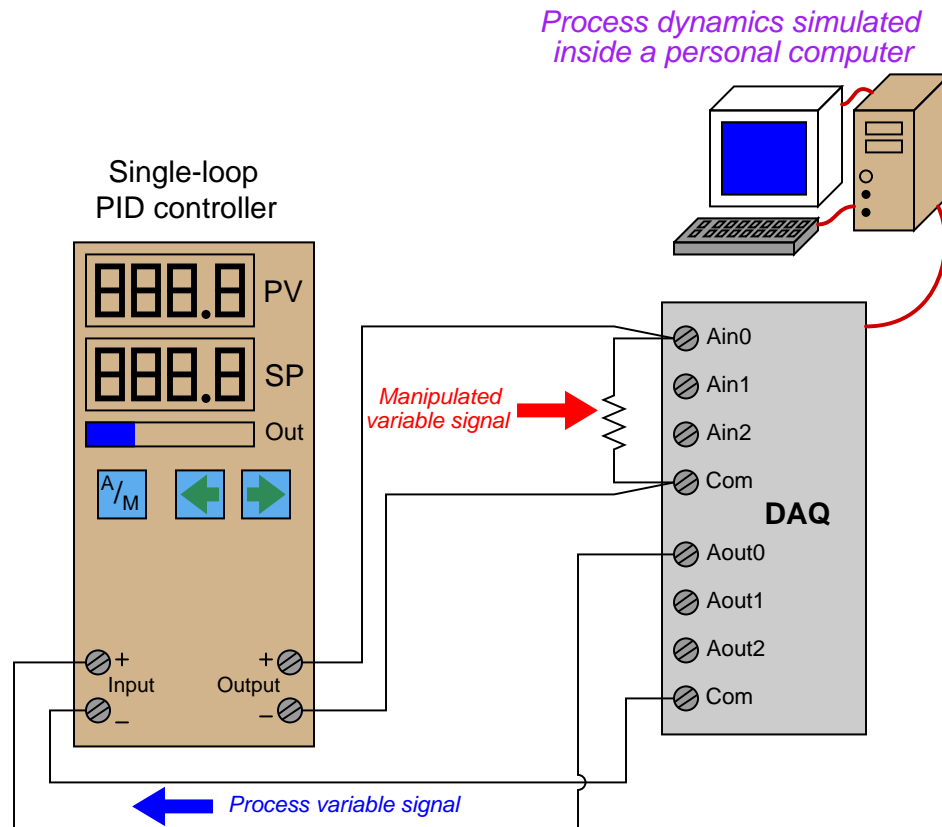 Process dynamics simulated
inside a personal computer
Single-loop
PID controller
888.8 PV
888.8 SP
Out
A/M
Manipulated
variable signal
Ain0
Ain1
Ain2
Com
DAQ
Aout0
Aout1
Aout2
Com
+ +
Input Output
– –
Process variable signal